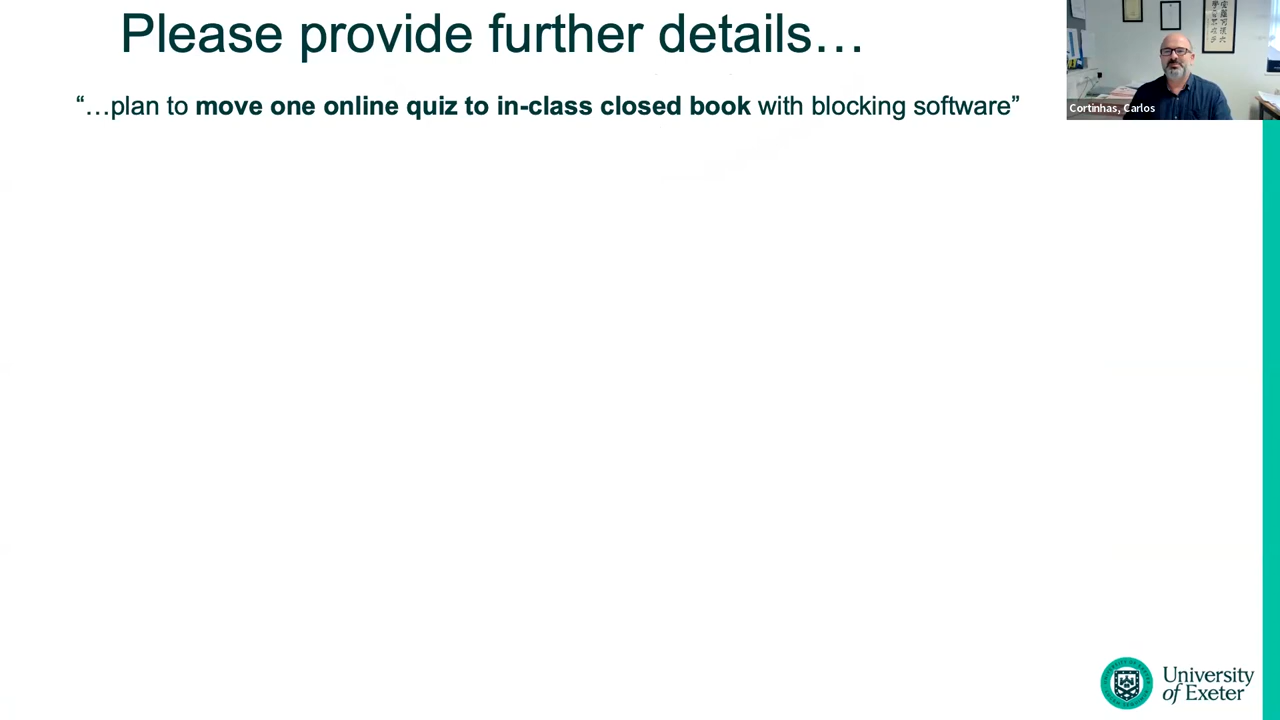 Please provide further details…
“…plan to move one online quiz to in-class closed book with blocking software”
Cortinhas, Carlos
University
of Exeter